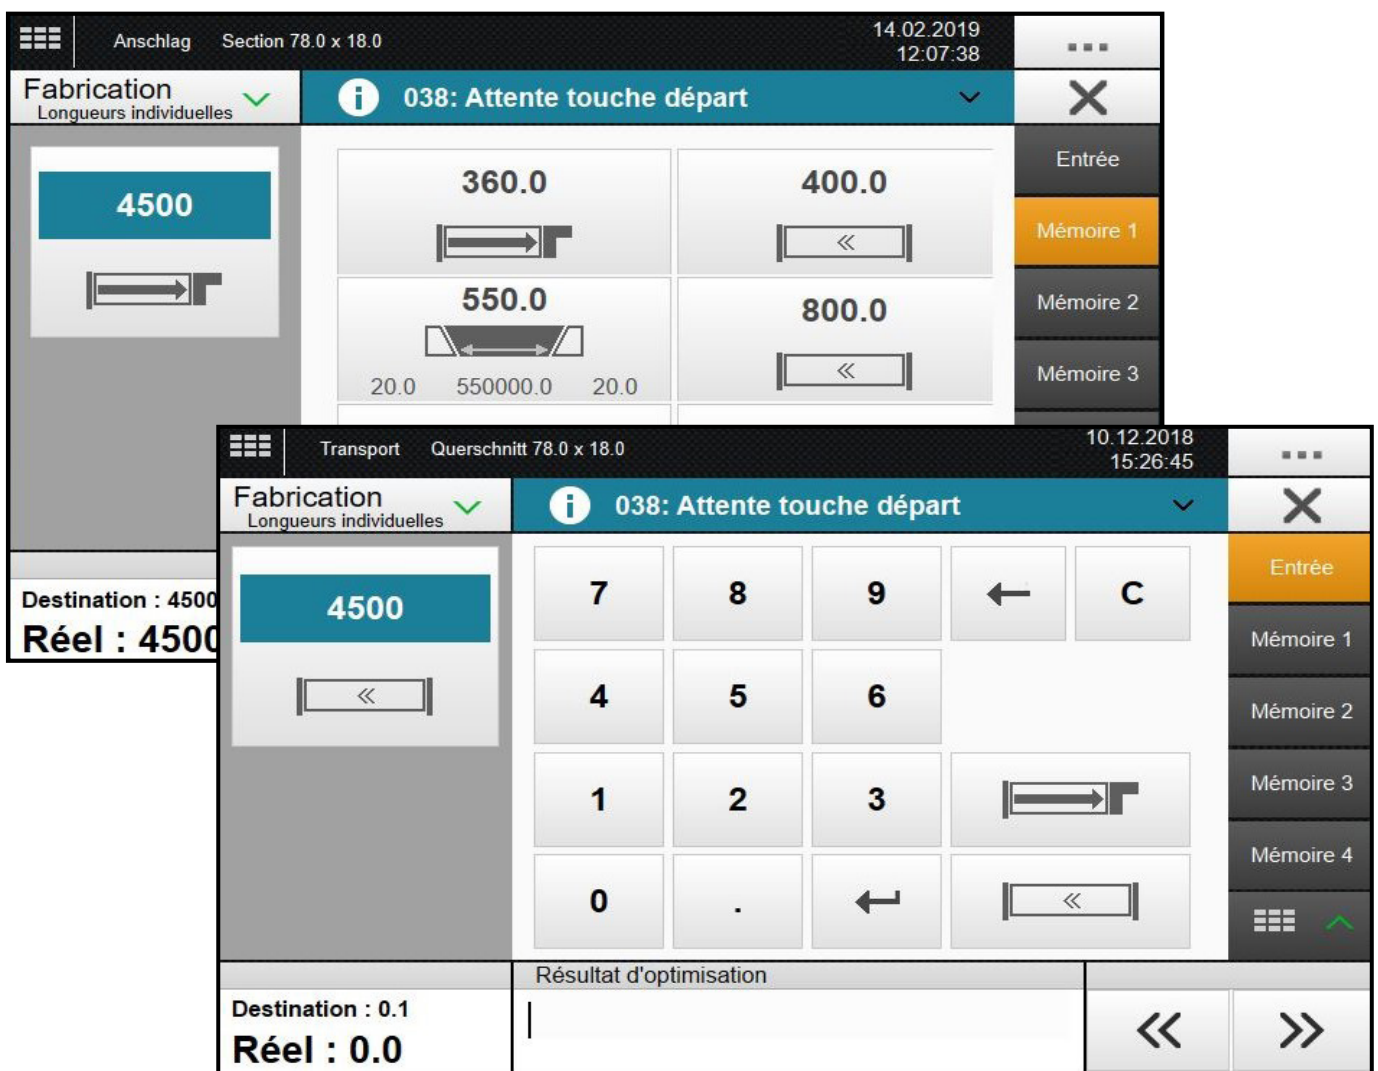 Anschlag Section 78.0 x 18.0
14.02.2019
12:07:38
Fabrication
Longueurs individuelles
038: Attente touche départ
Entrée
4500
360.0
400.0
Mémoire 1
550.0
20.0 550000.0 20.0
800.0
Mémoire 2
Mémoire 3
Destination : 4500
Réel : 4500
Transport Querschnitt 78.0 x 18.0
10.12.2018
15:26:45
Fabrication
Longueurs individuelles
038: Attente touche départ
Entrée
4500
7 8 9 C
Mémoire 1
4 5 6
Mémoire 2
1 2 3
Mémoire 3
Mémoire 4
0 .
Résultat d'optimisation
Destination : 0.1
Réel : 0.0